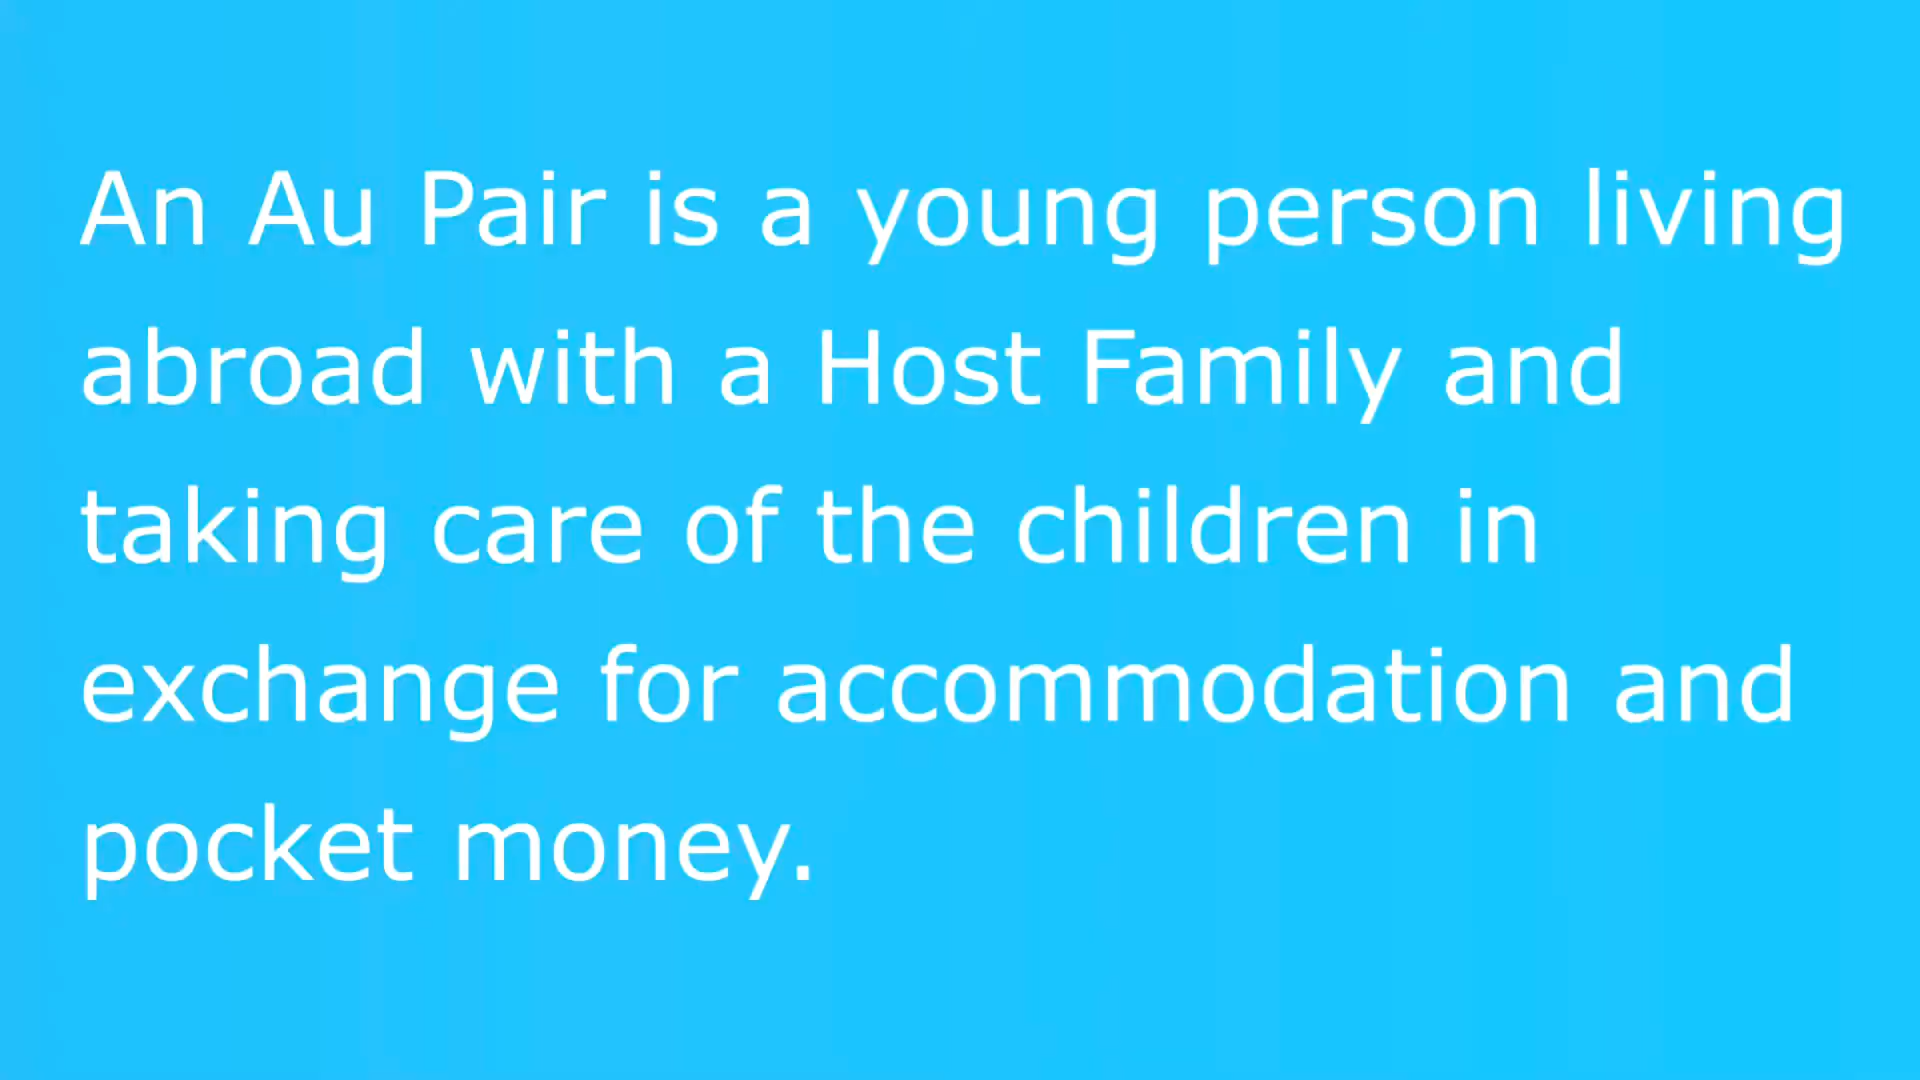 An Au Pair is a young person living
abroad with a Host Family and
taking care of the children in
exchange for accommodation and
pocket money.